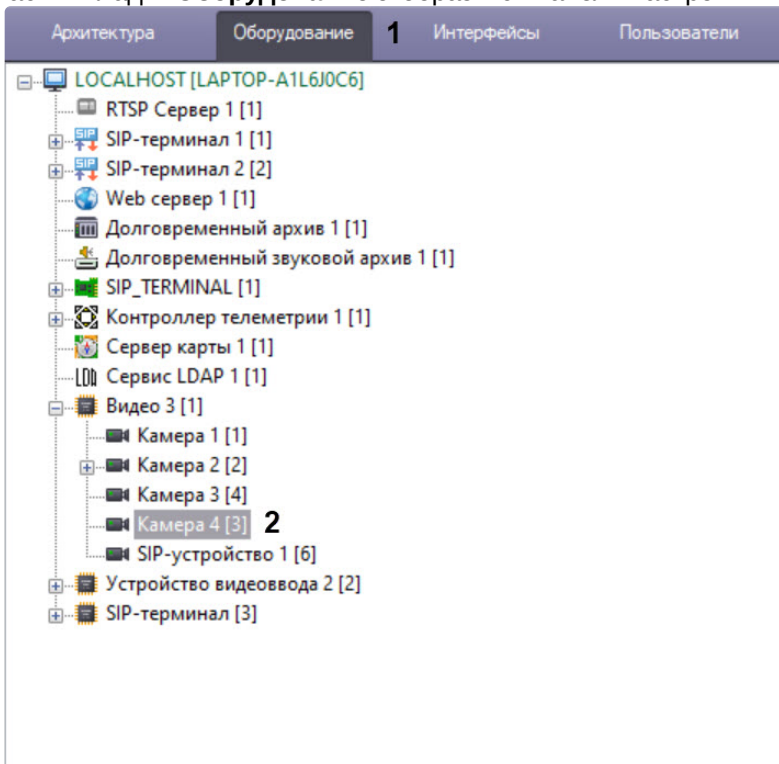 Оборудование
Архитектура Оборудование 1 Интерфейсы Пользователи
LOCALHOST [LAPTOP-A1L6J0C6]
RTSP Сервер 1 [1]
SIP-терминал 1 [1]
SIP-терминал 2 [2]
Web сервер 1 [1]
Долговременный архив 1 [1]
Долговременный звуковой архив 1 [1]
SIP_TERMINAL [1]
Контроллер телеметрии 1 [1]
Сервер карты 1 [1]
LDA Сервис LDAP 1 [1]
Видео 3 [1]
Камера 1 [1]
Камера 2 [2]
Камера 3 [4]
Камера 4 [3] 2
SIP-устройство 1 [6]
Устройство видеоввода 2 [2]
SIP-терминал [3]